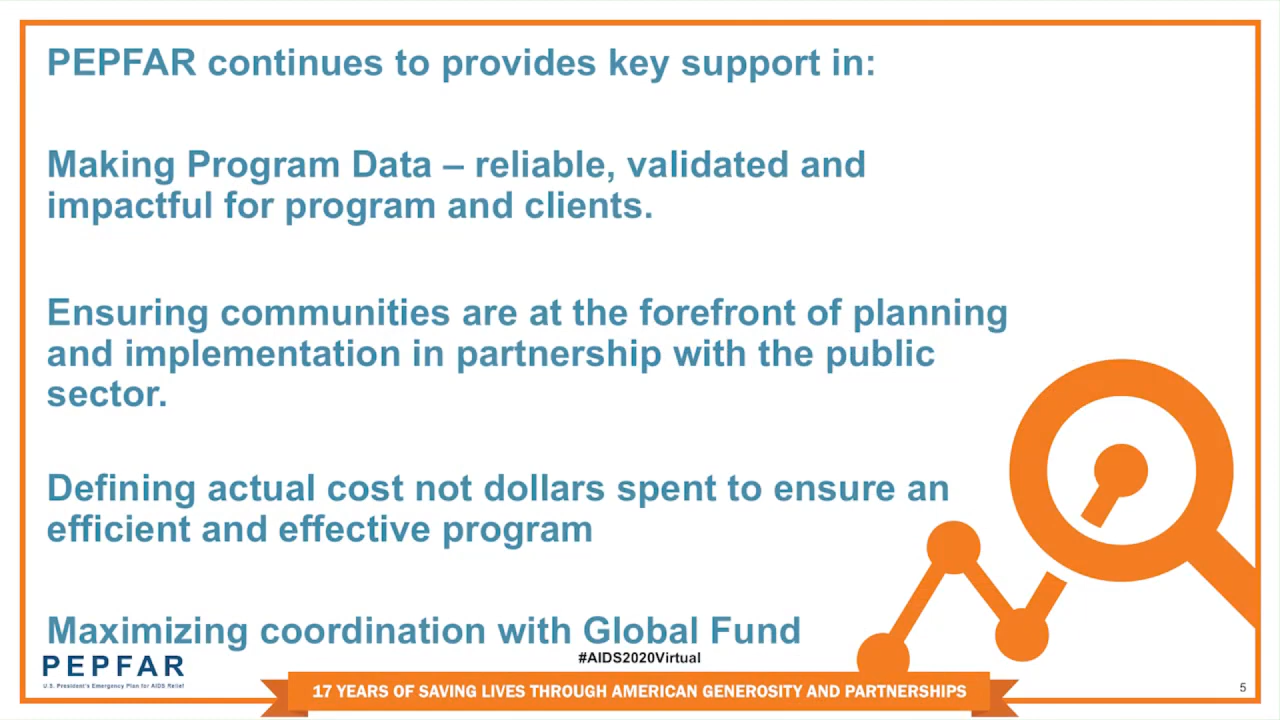 PEPFAR continues to provides key support in:
Making Program Data – reliable, validated and
impactful for program and clients.
Ensuring communities are at the forefront of planning
and implementation in partnership with the public
sector.
Defining actual cost not dollars spent to ensure an
efficient and effective program
Maximizing coordination with Global Fund
#AIDS2020Virtual
PEPFAR
U.S. President's Emergency Plan for AIDS Relief
17 YEARS OF SAVING LIVES THROUGH AMERICAN GENEROSITY AND PARTNERSHIPS
5